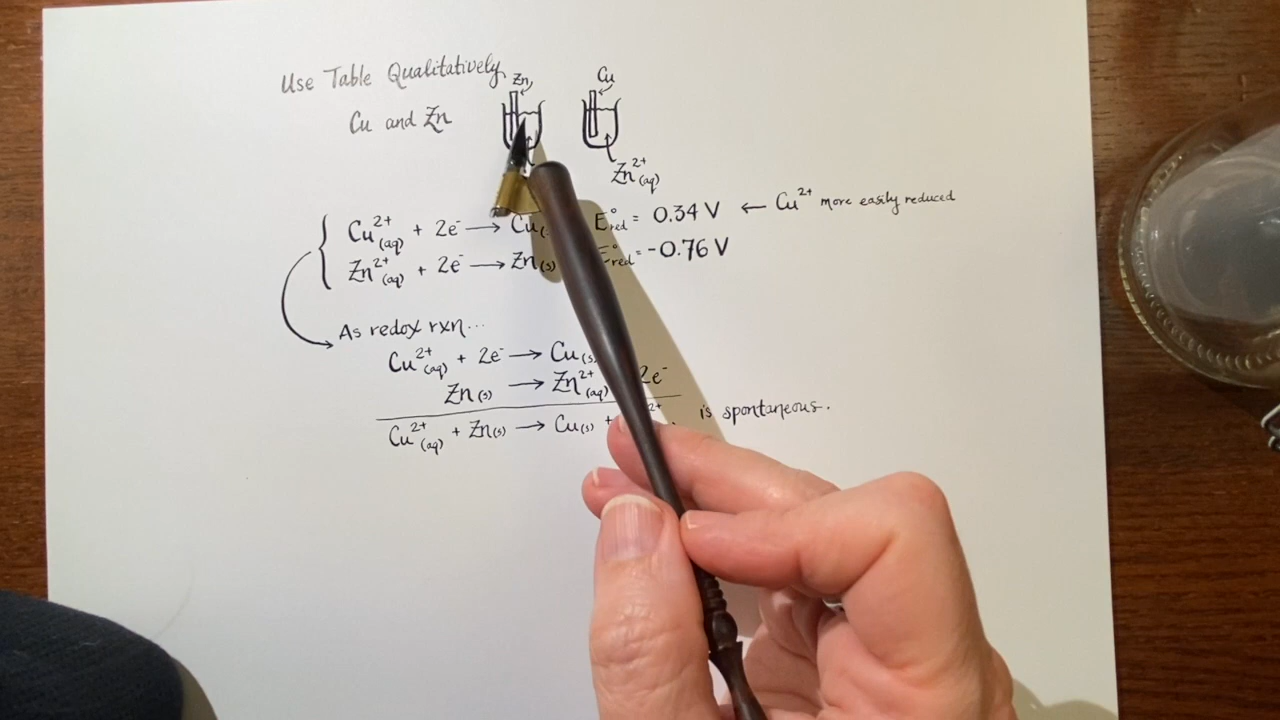 Use Table Qualitatively
Zn
Cu
Cu and Zn
Zn²⁺(aq)
Cu²⁺(aq) + 2e⁻ → Cu( E°red = 0.34 V ← Cu²⁺ more easily reduced
Zn²⁺(aq) + 2e⁻ → Zn(s) E°red = -0.76 V
As redox rxn...
Cu²⁺(aq) + 2e⁻ → Cu(s)
Zn(s) → Zn²⁺(aq) 2e⁻
Cu²⁺(aq) + Zn(s) → Cu(s) + 2+ is spontaneous.